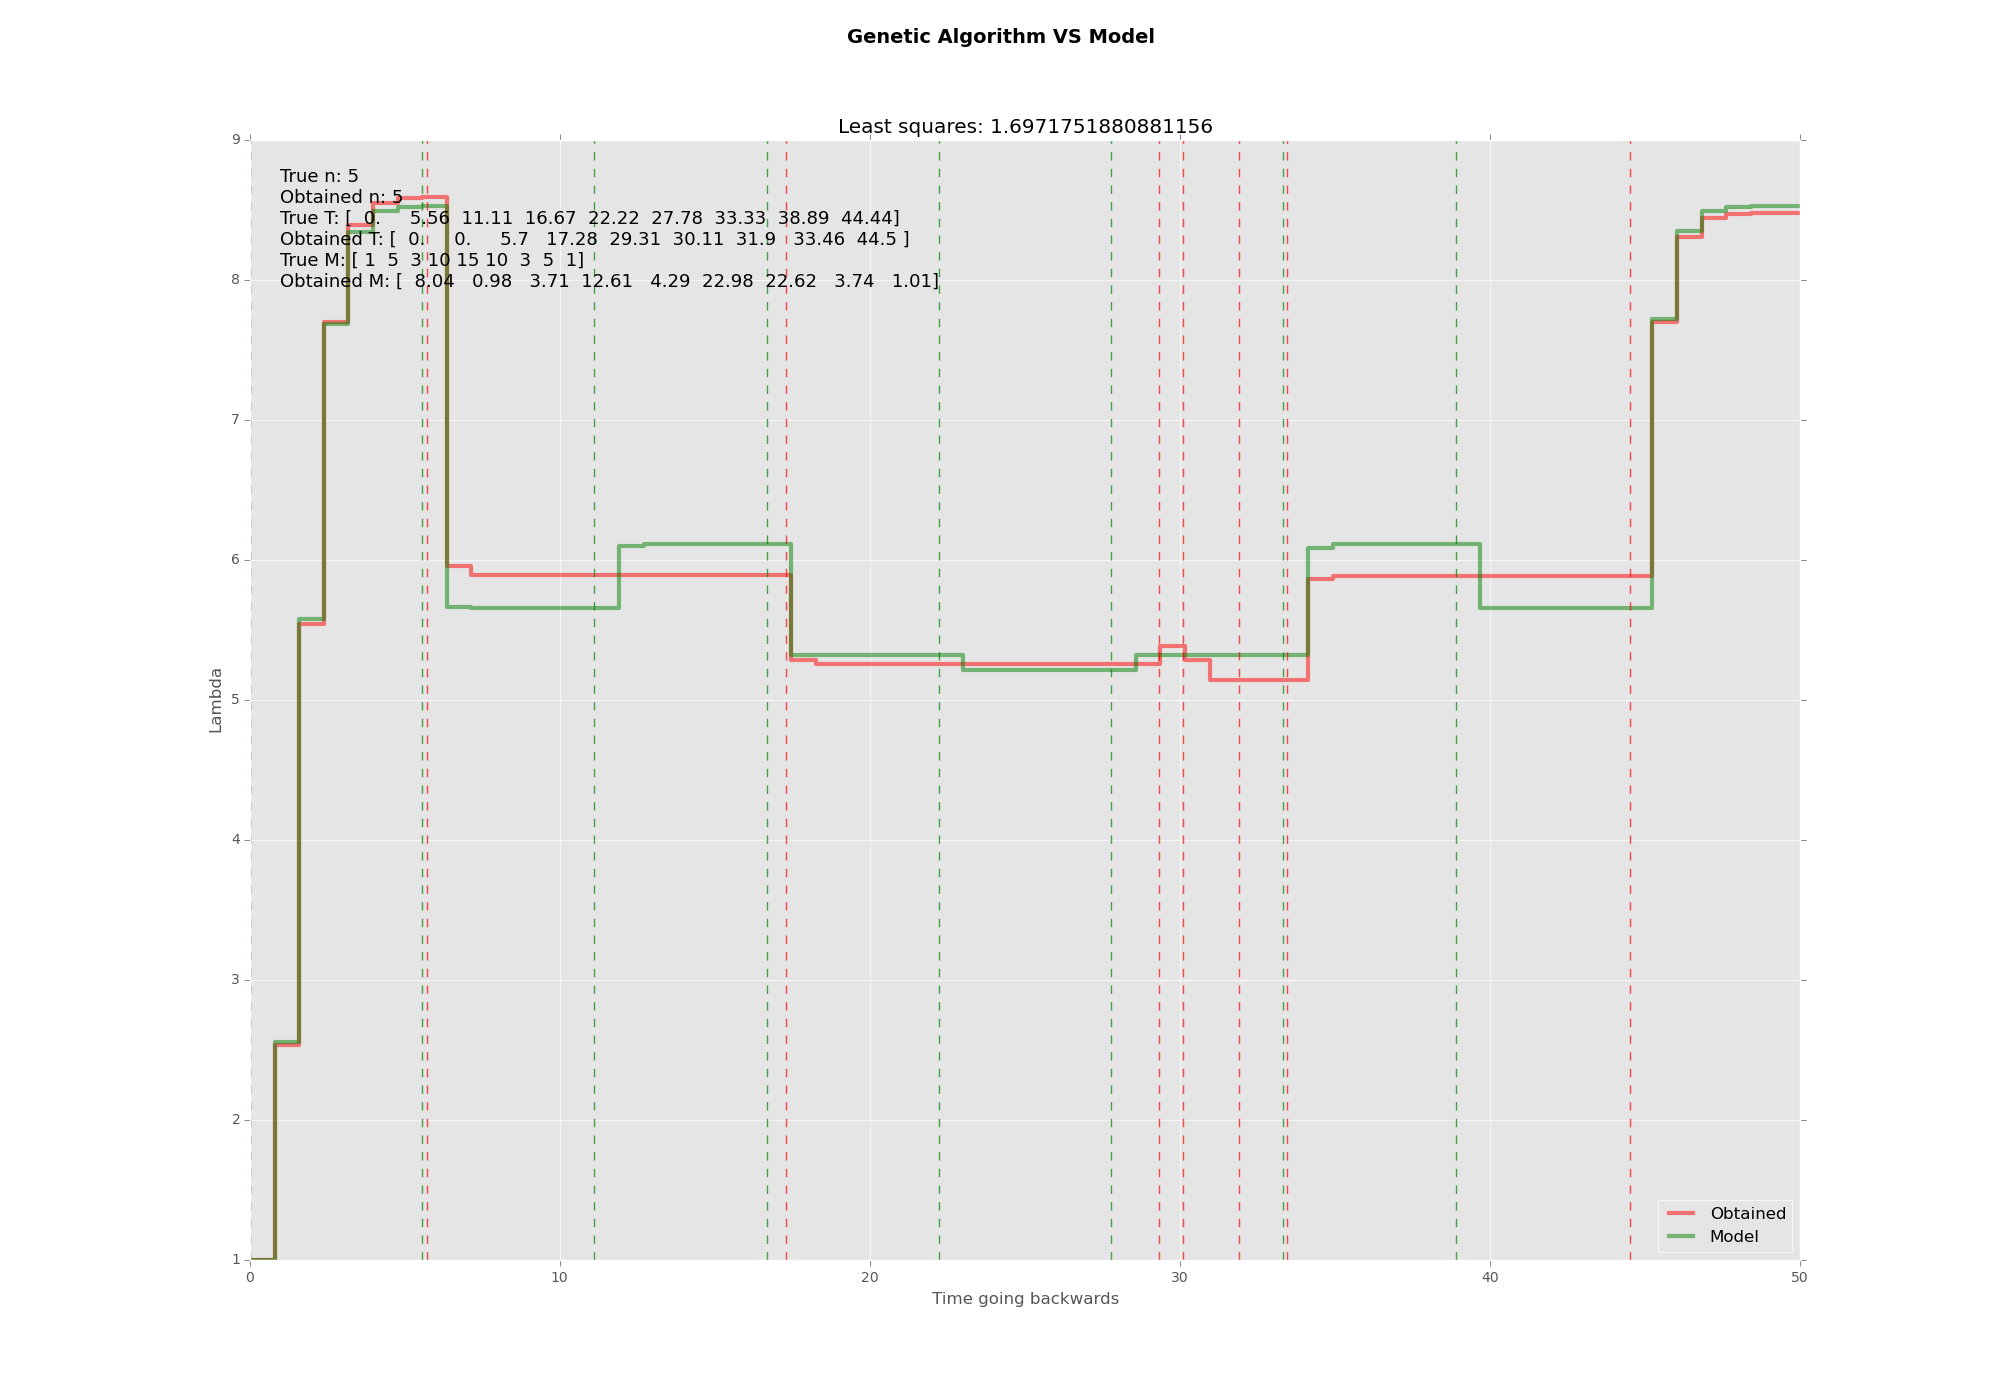 Genetic Algorithm VS Model
Least squares: 1.6971751880881156
True n: 5
Obtained n: 5
True T: [ 0. 5.56 11.11 16.67 22.22 27.78 33.33 38.89 44.44]
Obtained T: [ 0. 0. 5.7 17.28 29.31 30.11 31.9 33.46 44.5 ]
True M: [ 1 5 3 10 15 10 3 5 1]
Obtained M: [ 8.04 0.98 3.71 12.61 4.29 22.98 22.62 3.74 1.01]
9
8
7
6
5
4
3
2
1
Lambda
0 10 20 30 40 50
Time going backwards
Obtained
Model